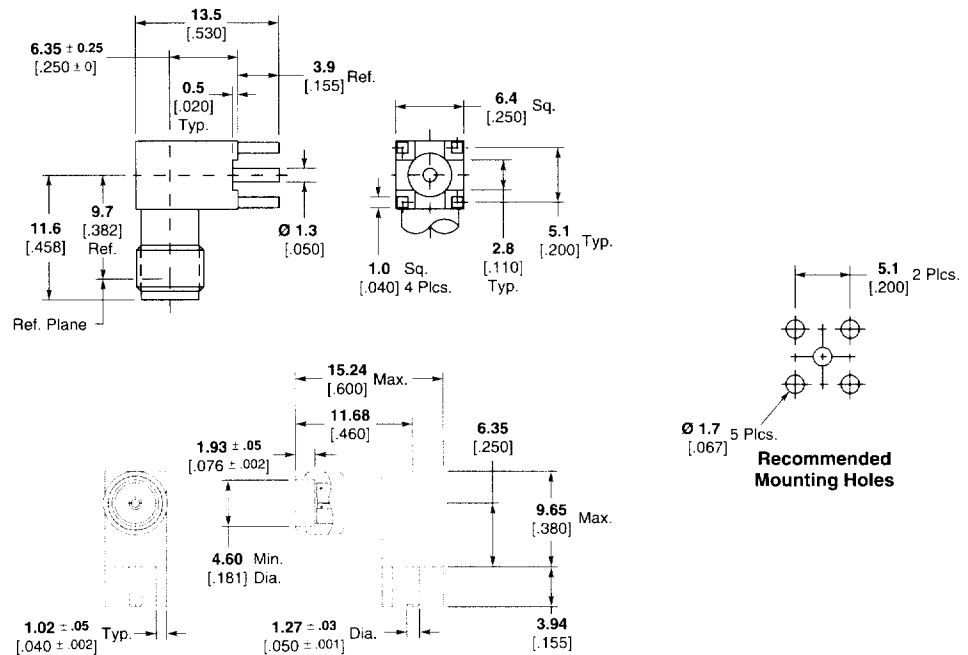 13.5
[.530]
6.35 ± 0.25
[.250 ± 0]
3.9
[.155] Ref.
0.5
[.020]
Typ.
6.4
[.250] Sq.
9.7
[.382]
Ref.
11.6
[.458]
Ø 1.3
[.050]
1.0 Sq.
[.040] 4 Plcs.
2.8
[.110]
Typ.
5.1
[.200] Typ.
Ref. Plane
5.1
[.200] 2 Plcs.
Ø 1.7
[.067] 5 Plcs.
Recommended
Mounting Holes
15.24
[.600] Max.
11.68
[.460]
6.35
[.250]
1.93 ± .05
[.076 ± .002]
9.65
[.380] Max.
4.60 Min.
[.181] Dia.
1.02 ± .05
[.040 ± .002] Typ.
1.27 ± .03
[.050 ± .001] Dia.
3.94
[.155]